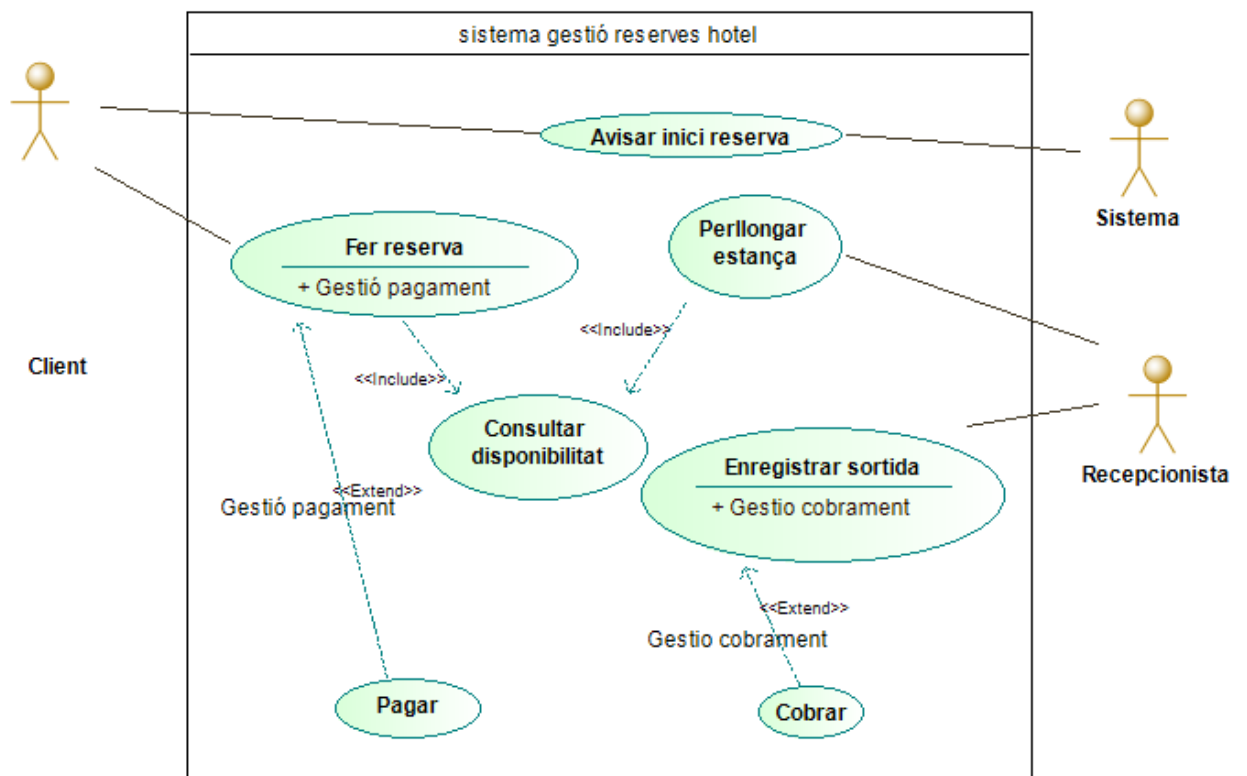 sistema gestió reserves hotel
Avisar inici reserva
Sistema
Fer reserva
+ Gestió pagament
Perllongar
estança
Client
<<Include>>
<<Include>>
Consultar
disponibilitat
Enregistrar sortida
+ Gestio cobrament
Recepcionista
<<Extend>>
Gestió pagament
<<Extend>>
Gestio cobrament
Pagar
Cobrar